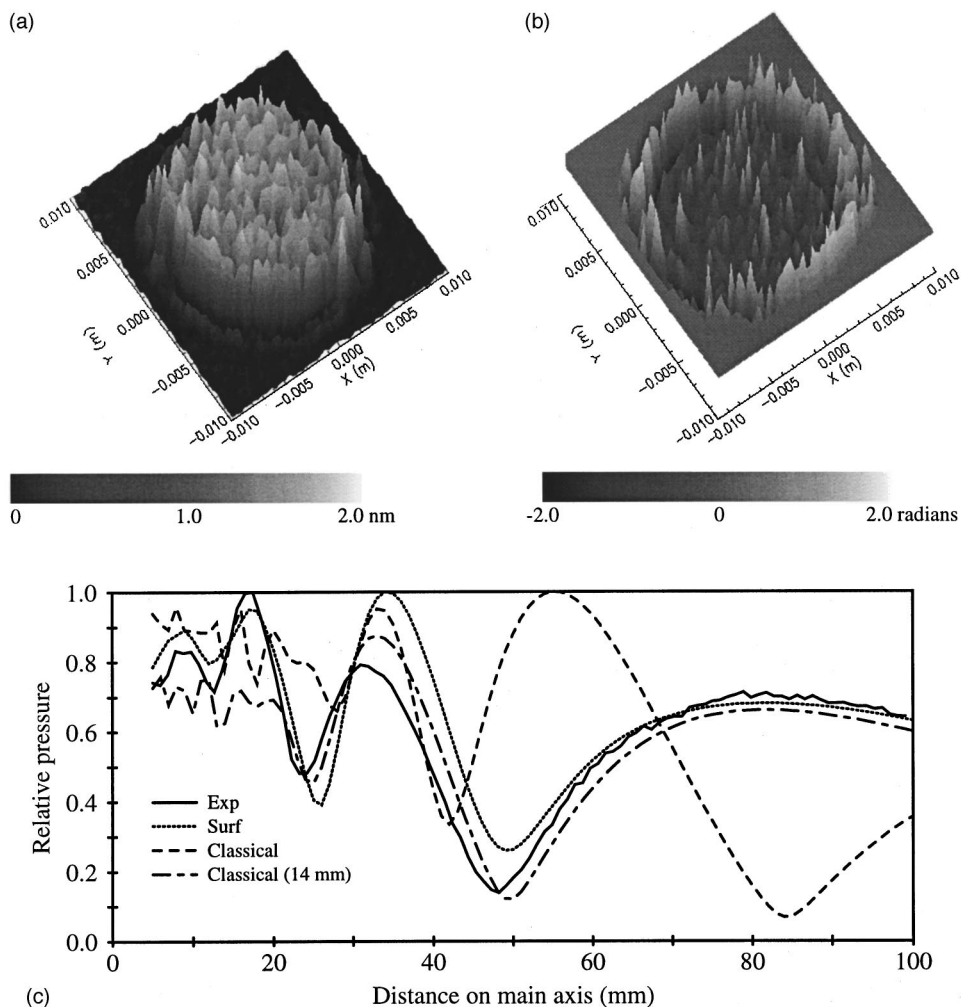 (a)
(b)
0.010
0.005
0.000
-0.005
-0.010
Y (m)
-0.010
-0.005
0.000
0.005
0.010
X (m)
0.010
0.005
0.000
-0.005
-0.010
Y (m)
-0.010
-0.005
0.000
0.005
0.010
X (m)
0 1.0 2.0 nm
-2.0 0 2.0 radians
Relative pressure
1.0
0.8
0.6
0.4
0.2
0.0
Exp
Surf
Classical
Classical (14 mm)
0 20 40 60 80 100
Distance on main axis (mm)
(c)